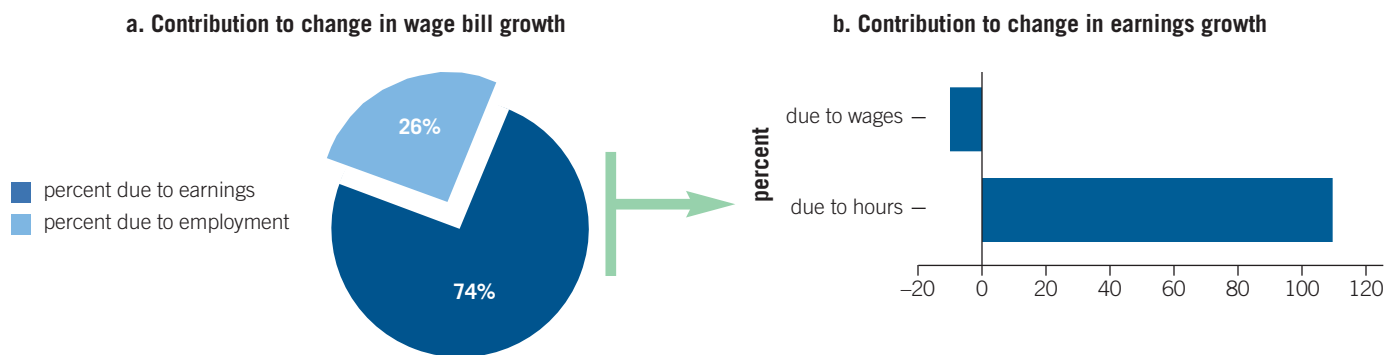 a. Contribution to change in wage bill growth
26%
74%
percent due to earnings
percent due to employment
b. Contribution to change in earnings growth
percent
due to wages
due to hours
–20 0 20 40 60 80 100 120